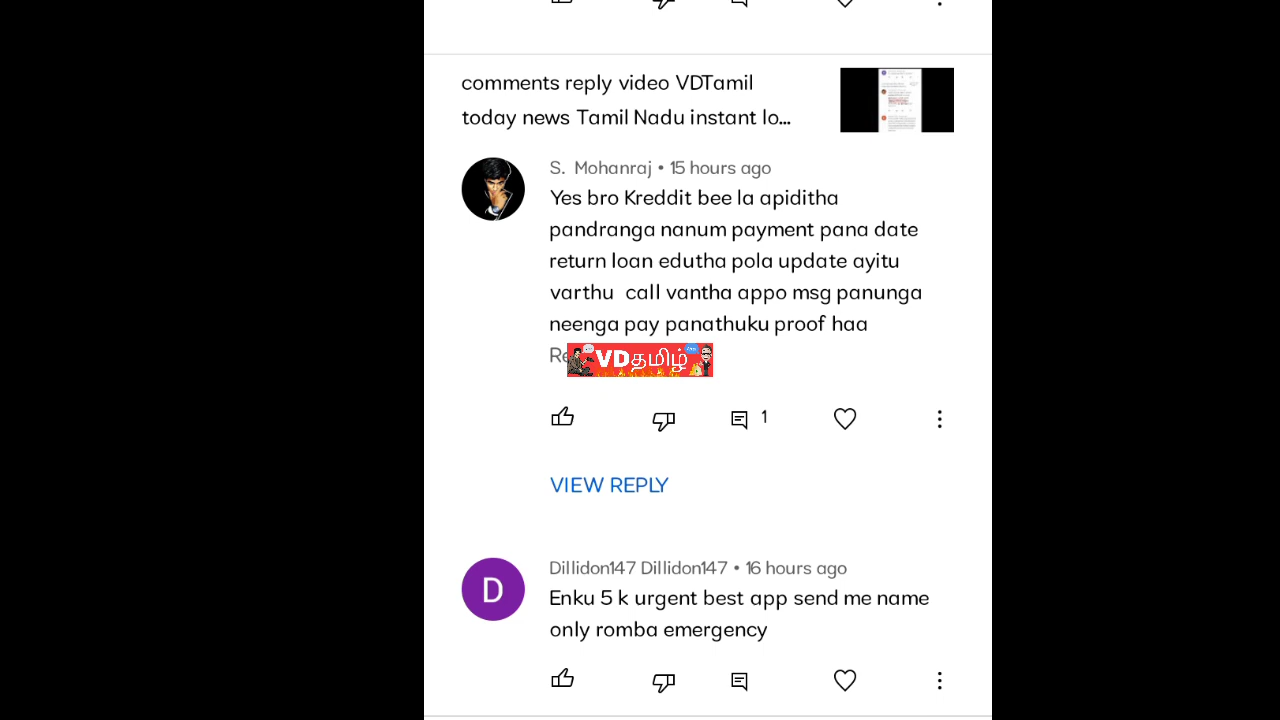 comments reply video VDTamil
today news Tamil Nadu instant lo...
S. Mohanraj • 15 hours ago
Yes bro Kreddit bee la apiditha
pandranga nanum payment pana date
return loan edutha pola update ayitu
varthu call vantha appo msg panunga
neenga pay panathuku proof haa
VDதமிழ்
1
VIEW REPLY
D
Dillidon147 Dillidon147 • 16 hours ago
Enku 5 k urgent best app send me name
only romba emergency